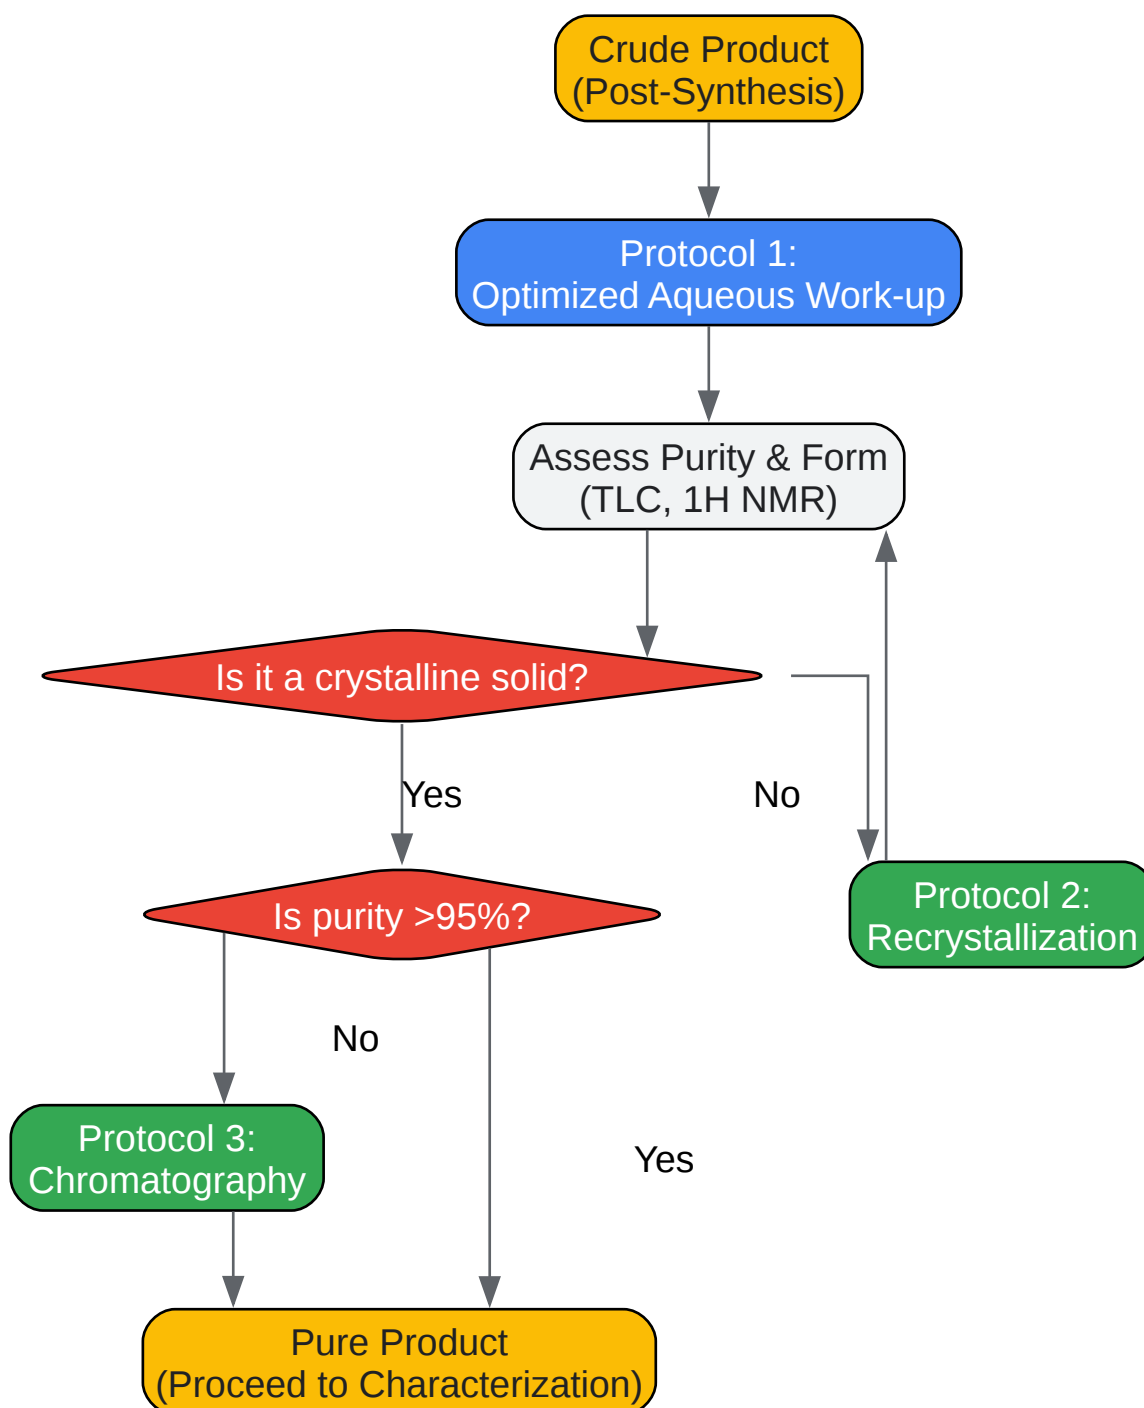 Crude Product
(Post-Synthesis)
Protocol 1:
Optimized Aqueous Work-up
Assess Purity & Form
(TLC, 1H NMR)
Is it a crystalline solid?
Yes
No
Is purity >95%?
Protocol 2:
Recrystallization
No
Protocol 3:
Chromatography
Yes
Pure Product
(Proceed to Characterization)